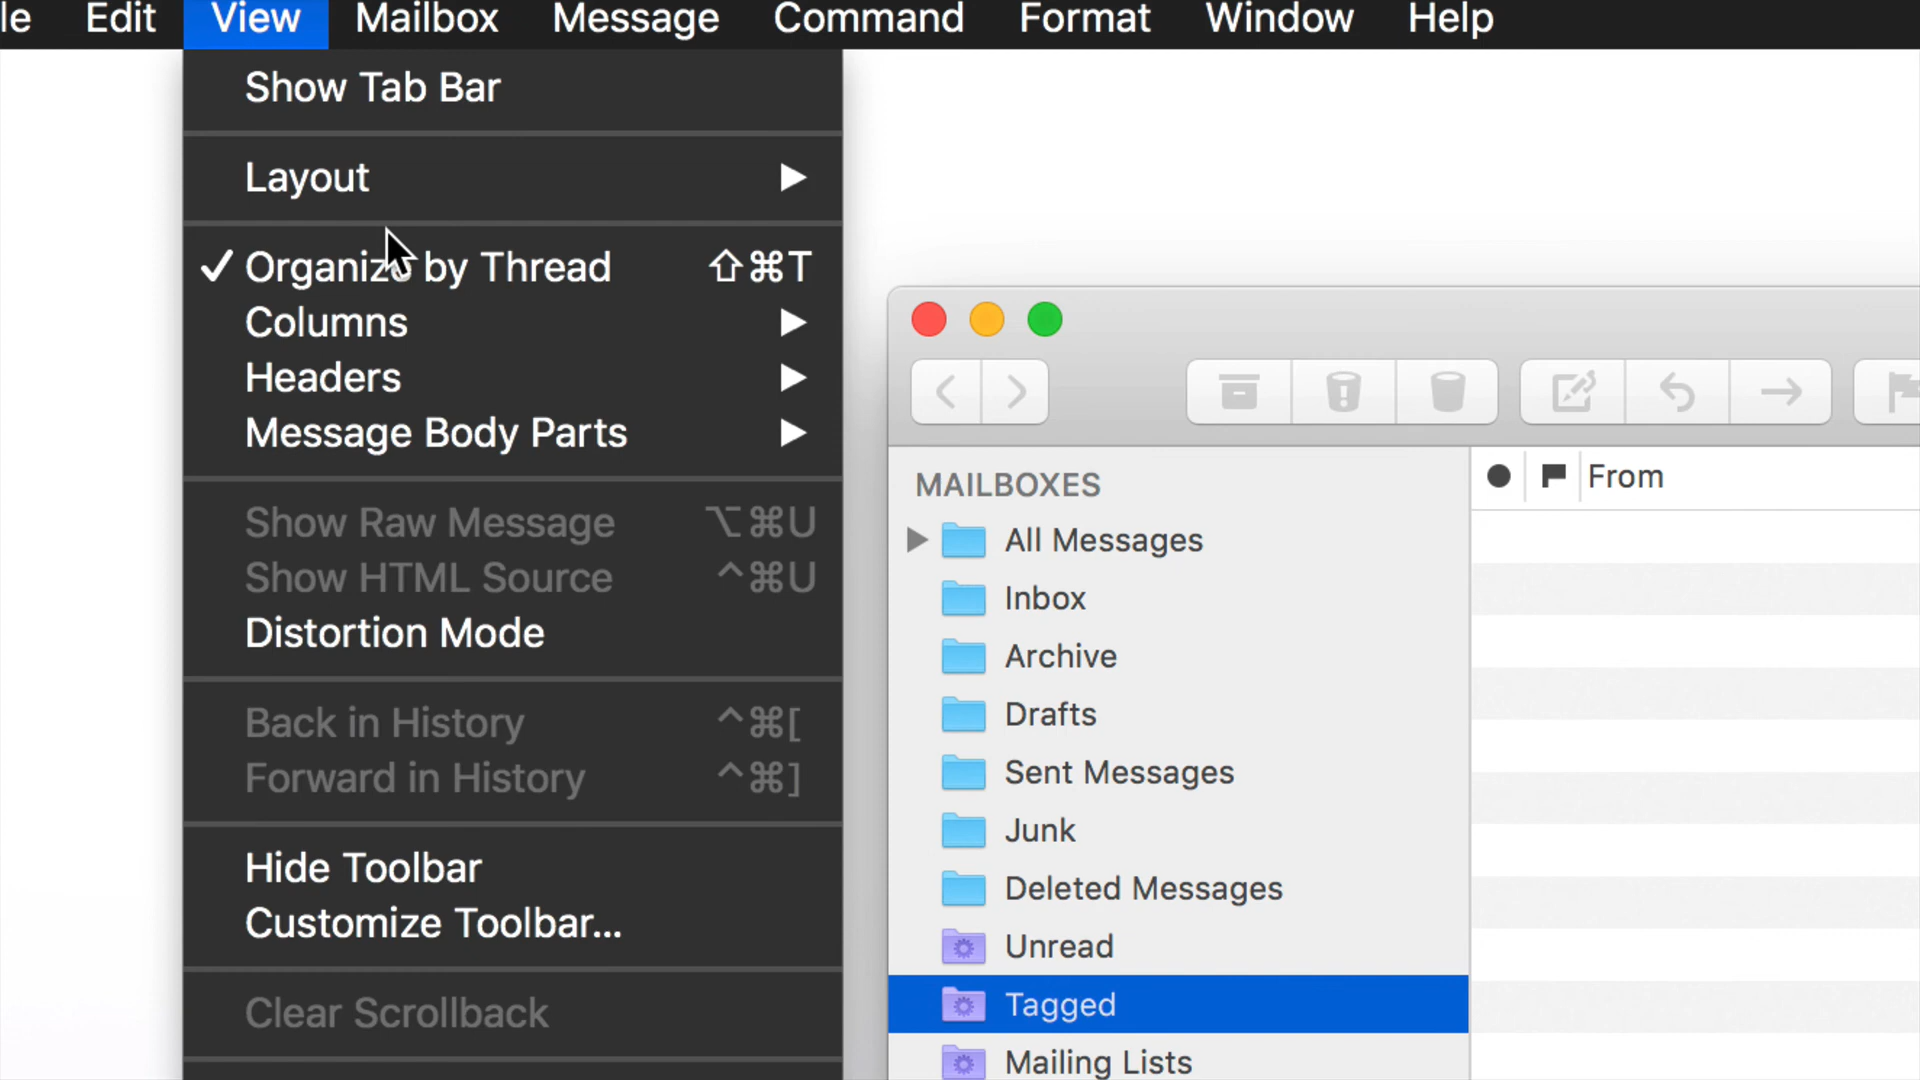 le Edit View Mailbox Message Command Format Window Help
Show Tab Bar
Layout
Organize by Thread ⇧⌘T
Columns
Headers
Message Body Parts
Show Raw Message ⌥⌘U
Show HTML Source ^⌘U
Distortion Mode
Back in History ^⌘[
Forward in History ^⌘]
Hide Toolbar
Customize Toolbar...
Clear Scrollback
MAILBOXES
All Messages
Inbox
Archive
Drafts
Sent Messages
Junk
Deleted Messages
Unread
Tagged
Mailing Lists
From